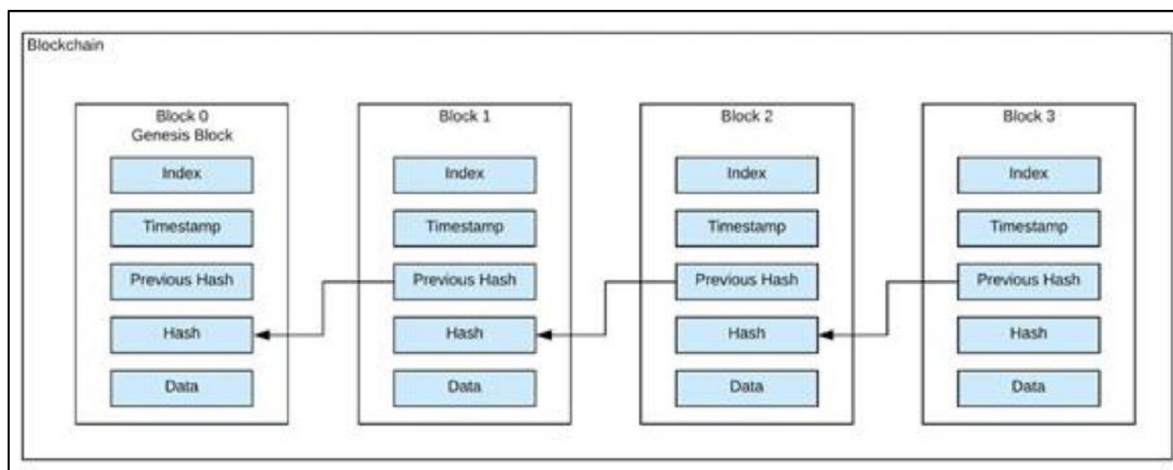 Blockchain
Block 0
Genesis Block
Index
Timestamp
Previous Hash
Hash
Data
Block 1
Index
Timestamp
Previous Hash
Hash
Data
Block 2
Index
Timestamp
Previous Hash
Hash
Data
Block 3
Index
Timestamp
Previous Hash
Hash
Data